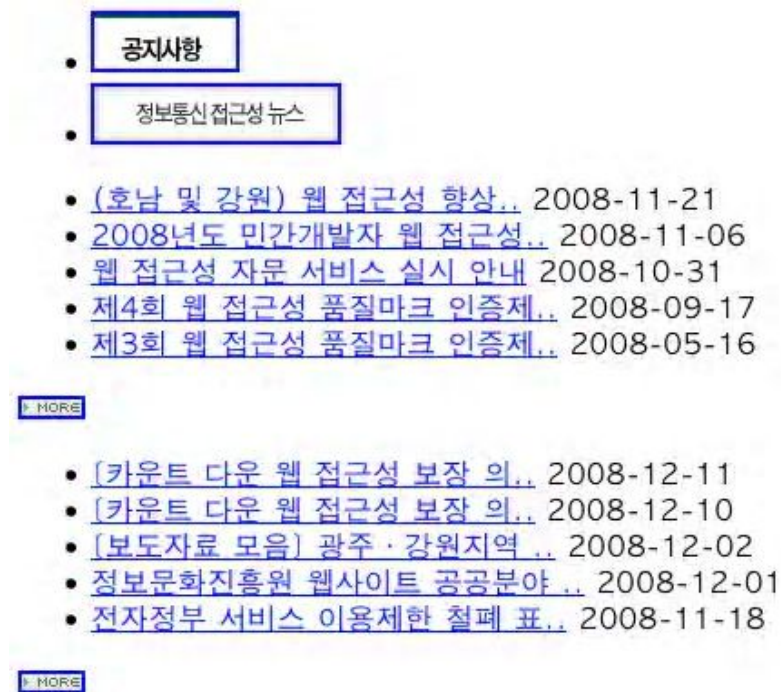 공지사항
정보통신 접근성 뉴스
(호남 및 강원) 웹 접근성 향상.. 2008-11-21
2008년도 민간개발자 웹 접근성.. 2008-11-06
웹 접근성 자문 서비스 실시 안내 2008-10-31
제4회 웹 접근성 품질마크 인증제.. 2008-09-17
제3회 웹 접근성 품질마크 인증제.. 2008-05-16
MORE
[카운트 다운 웹 접근성 보장 의.. 2008-12-11
[카운트 다운 웹 접근성 보장 의.. 2008-12-10
[보도자료 모음] 광주·강원지역 .. 2008-12-02
정보문화진흥원 웹사이트 공공분야 .. 2008-12-01
전자정부 서비스 이용제한 철폐 표.. 2008-11-18
MORE